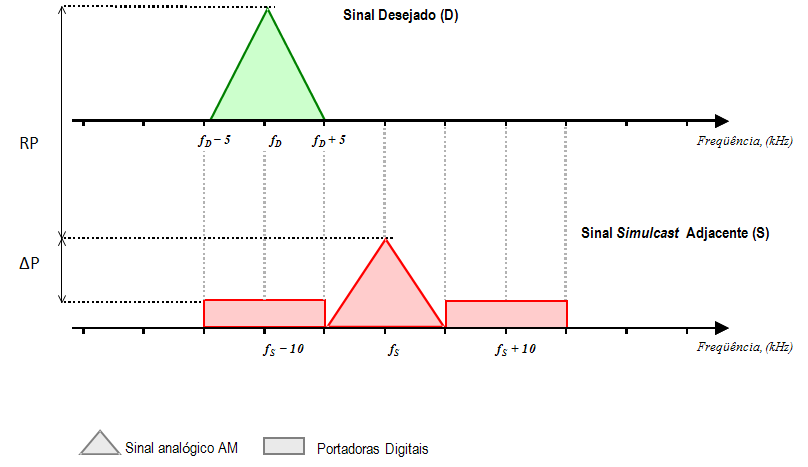 Sinal Desejado (D)
RP
f_D – 5
f_D
f_D + 5
Freqüência, (kHz)
Sinal Simulcast Adjacente (S)
ΔP
f_S – 10
f_S
f_S + 10
Freqüência, (kHz)
Sinal analógico AM
Portadoras Digitais